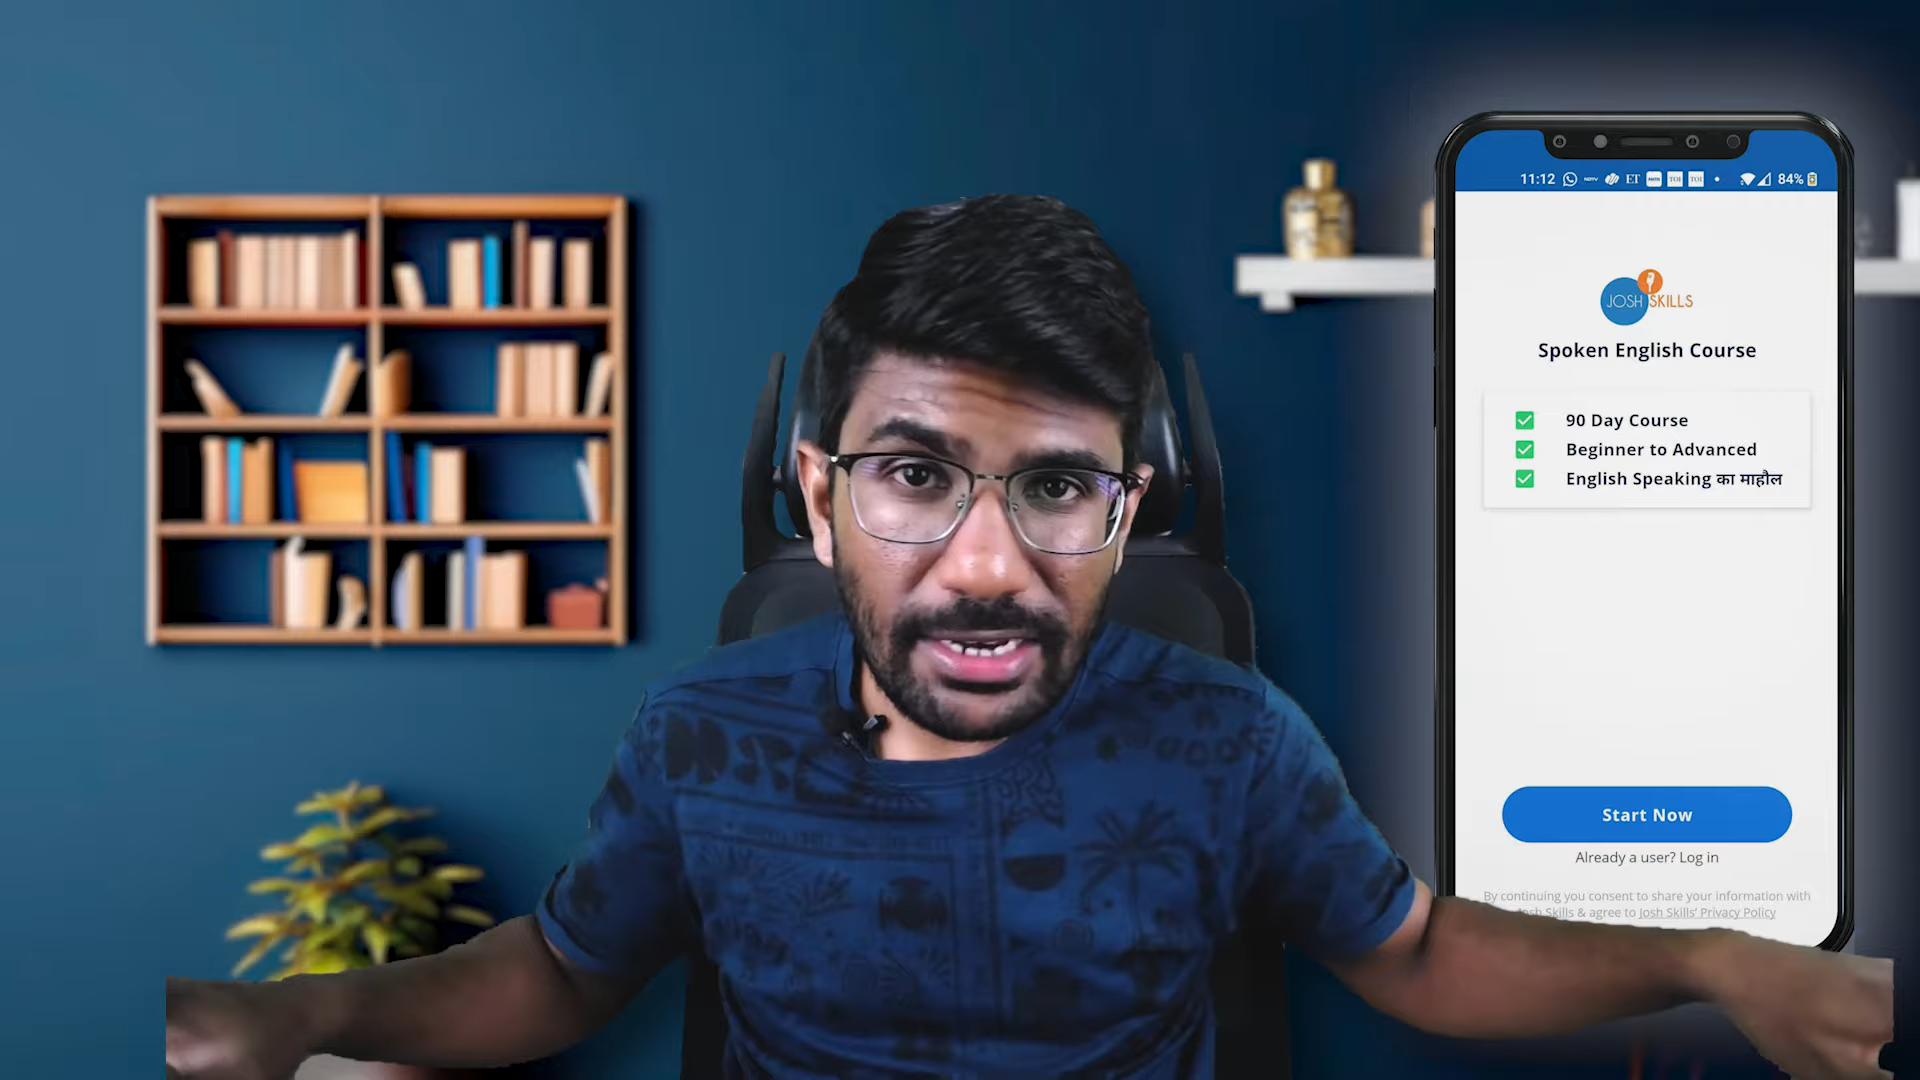 11:12 ET TOI TOI 84%
JOSH SKILLS
Spoken English Course
90 Day Course
Beginner to Advanced
English Speaking का माहौल
Start Now
Already a user? Log in
By continuing you consent to share your information with
Skills & agree to Josh Skills' Privacy Policy